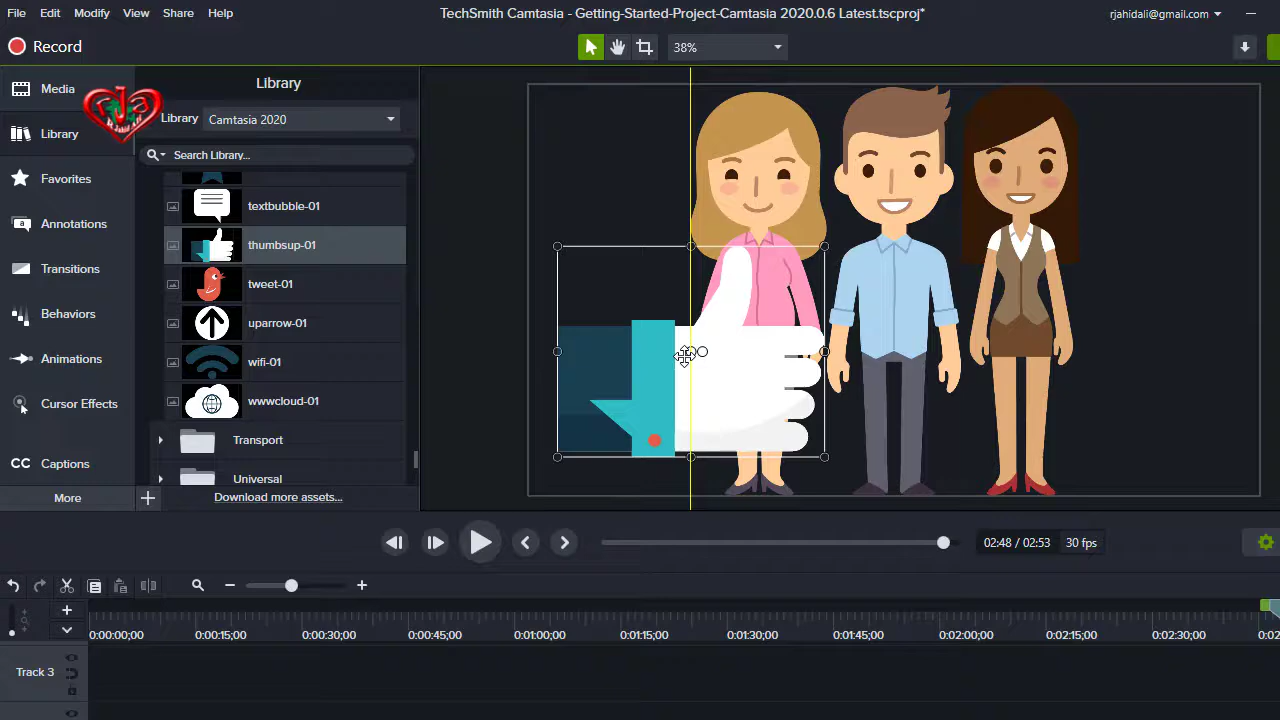 File Edit Modify View Share Help
TechSmith Camtasia - Getting-Started-Project-Camtasia 2020.0.6 Latest.tscproj*
rjahidali@gmail.com
Record
38%
Media
Library
Favorites
Annotations
Transitions
Behaviors
Animations
Cursor Effects
CC Captions
More
rja
Library
Library Camtasia 2020
Search Library...
textbubble-01
thumbsup-01
tweet-01
uparrow-01
wifi-01
wwwcloud-01
Transport
Universal
Download more assets...
02:48 / 02:53 30 fps
0:00:00;00 0:00:15;00 0:00:30;00 0:00:45;00 0:01:00;00 0:01:15;00 0:01:30;00 0:01:45;00 0:02:00;00 0:02:15;00 0:02:30;00
Track 3